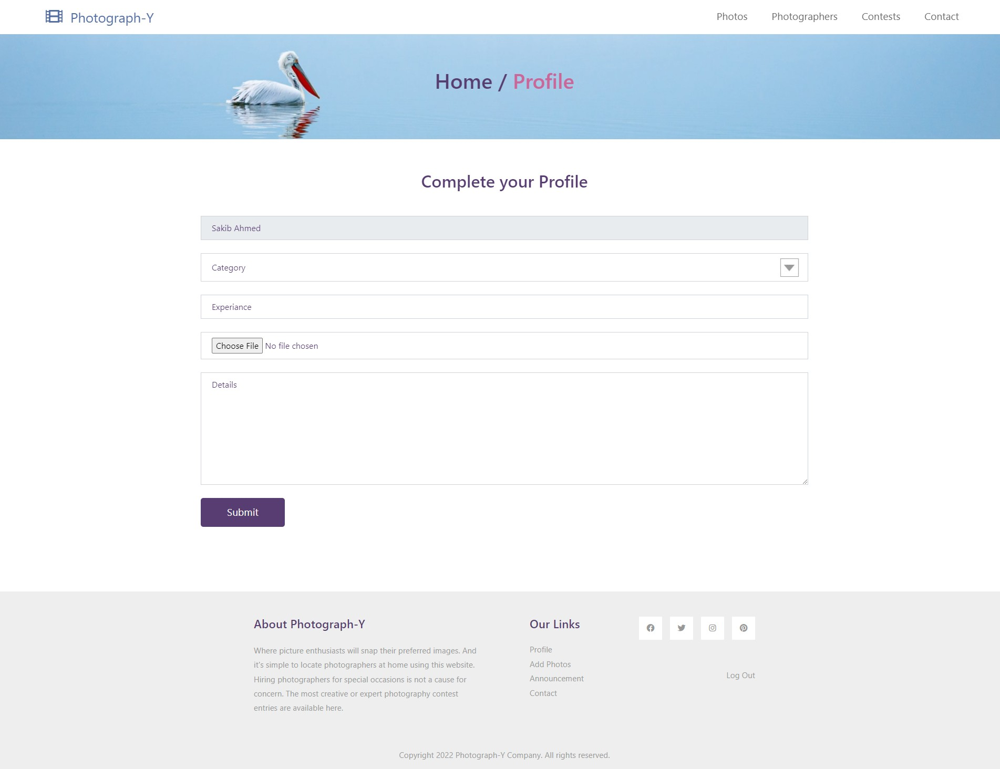 Photograph-Y
Photos Photographers Contests Contact
Home / Profile
Complete your Profile
Sakib Ahmed
Category
Experiance
Choose File No file chosen
Details
Submit
About Photograph-Y
Where picture enthusiasts will snap their preferred images. And
it's simple to locate photographers at home using this website.
Hiring photographers for special occasions is not a cause for
concern. The most creative or expert photography contest
entries are available here.
Our Links
Profile
Add Photos
Announcement
Contact
Log Out
Copyright 2022 Photograph-Y Company. All rights reserved.